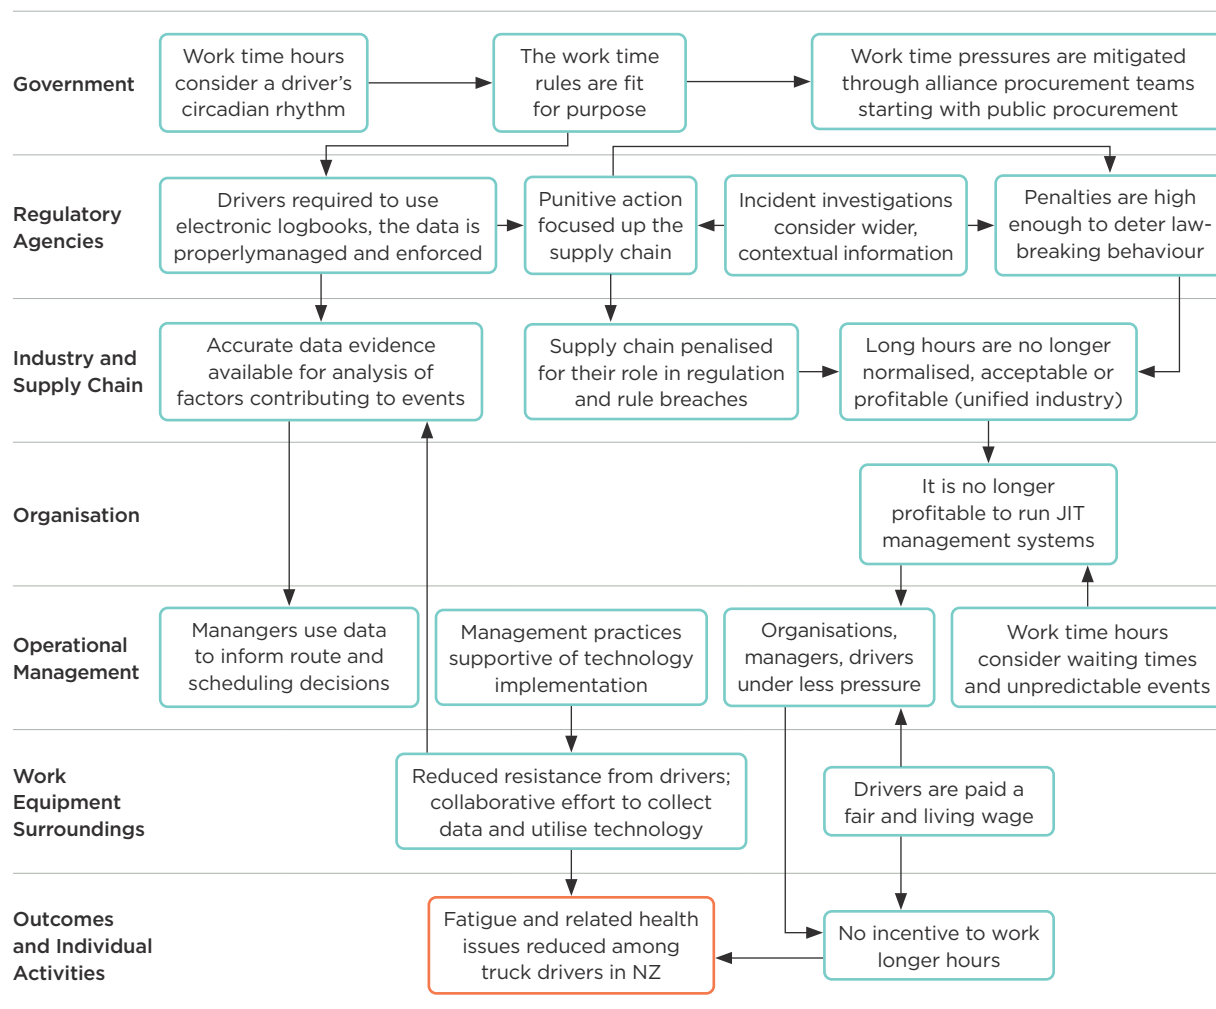 Government
Work time hours
consider a driver's
circadian rhythm
The work time
rules are fit
for purpose
Work time pressures are mitigated
through alliance procurement teams
starting with public procurement
Regulatory
Agencies
Drivers required to use
electronic logbooks, the data is
properlymanaged and enforced
Punitive action
focused up the
supply chain
Incident investigations
consider wider,
contextual information
Penalties are high
enough to deter law-
breaking behaviour
Industry and
Supply Chain
Accurate data evidence
available for analysis of
factors contributing to events
Supply chain penalised
for their role in regulation
and rule breaches
Long hours are no longer
normalised, acceptable or
profitable (unified industry)
Organisation
It is no longer
profitable to run JIT
management systems
Operational
Management
Manangers use data
to inform route and
scheduling decisions
Management practices
supportive of technology
implementation
Organisations,
managers, drivers
under less pressure
Work time hours
consider waiting times
and unpredictable events
Work
Equipment
Surroundings
Reduced resistance from drivers;
collaborative effort to collect
data and utilise technology
Drivers are paid a
fair and living wage
Outcomes
and Individual
Activities
Fatigue and related health
issues reduced among
truck drivers in NZ
No incentive to work
longer hours